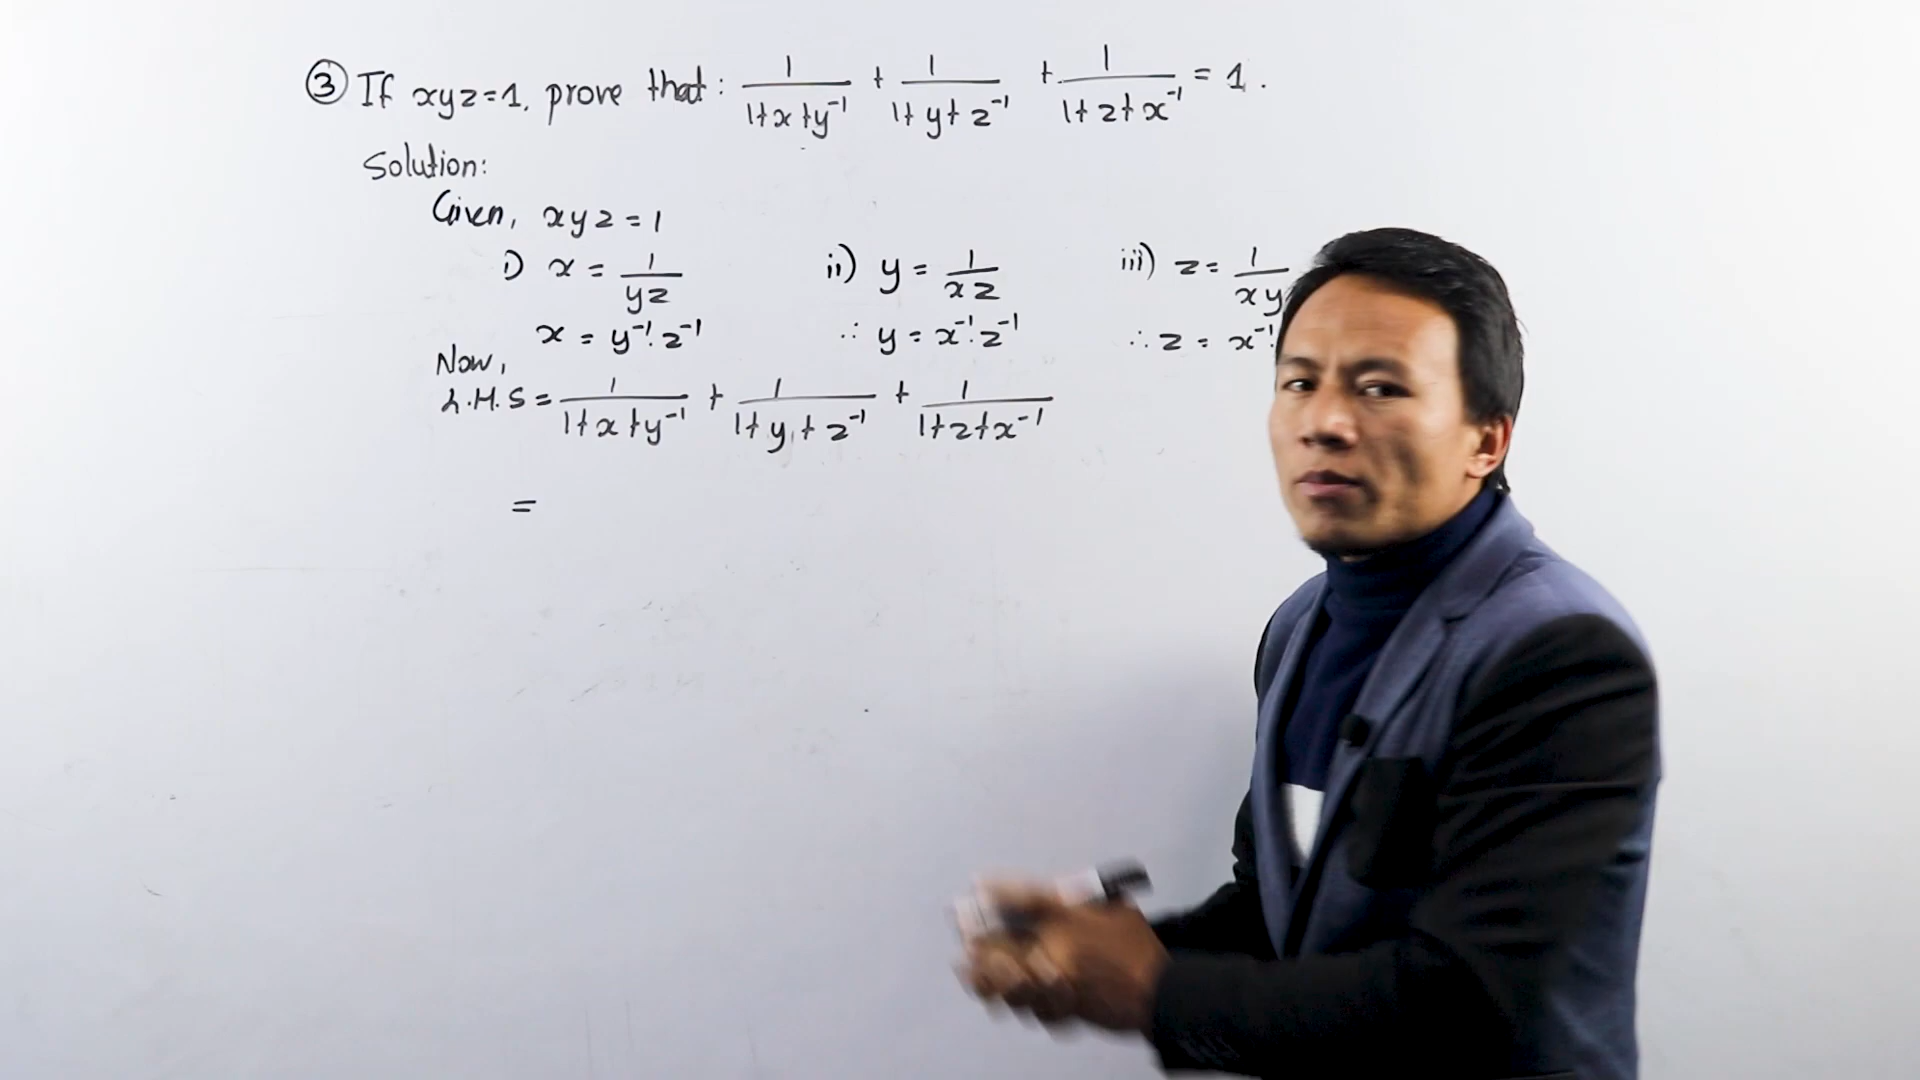 ③ If xyz=1, prove that: 1/(1+x+y⁻¹) + 1/(1+y+z⁻¹) + 1/(1+z+x⁻¹) = 1.
Solution:
Given, xyz=1
i) x = 1/yz ii) y = 1/xz iii) z = 1/xy
x = y⁻¹.z⁻¹ ∴ y = x⁻¹.z⁻¹ ∴ z = x⁻¹.
Now,
L.H.S = 1/(1+x+y⁻¹) + 1/(1+y+z⁻¹) + 1/(1+z+x⁻¹)
=